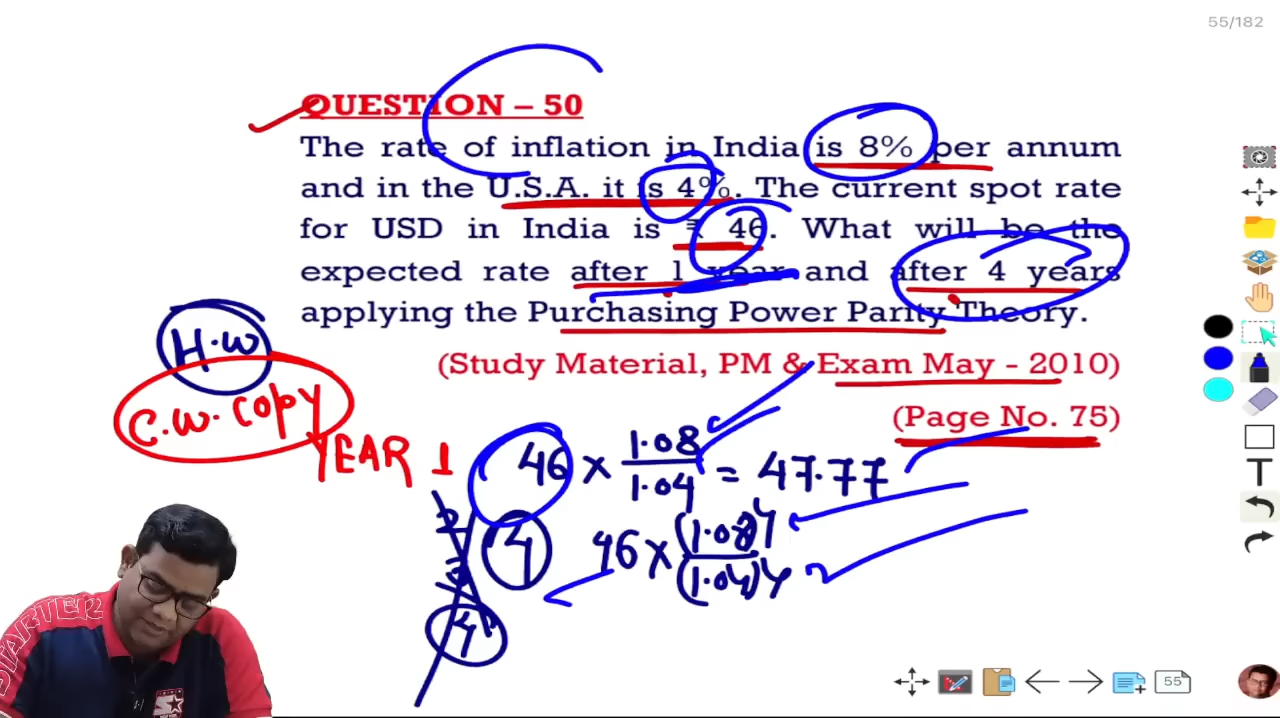 55/182
QUESTION – 50
The rate of inflation in India is 8% per annum
and in the U.S.A. it is 4%. The current spot rate
for USD in India is ₹ 46. What will be the
expected rate after 1 year and after 4 years
applying the Purchasing Power Parity Theory.
(Study Material, PM & Exam May - 2010)
(Page No. 75)
H.W
C.W. Copy
YEAR 1 46 × 1.08/1.04 = 47.77
2
4 46 × (1.08)4/(1.04)4
3
4
STARTER
T
55